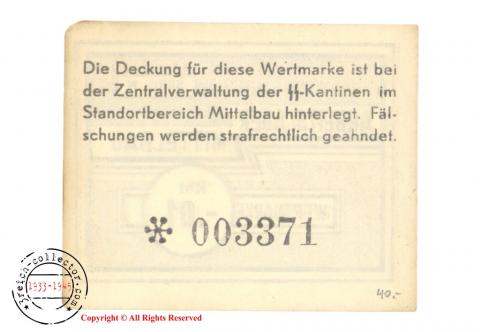 Die Deckung für diese Wertmarke ist bei
der Zentralverwaltung der SS-Kantinen im
Standortbereich Mittelbau hinterlegt. Fäl-
schungen werden strafrechtlich geahndet.
* 003371
40.-
3reich-collector.com
1933-1945
Copyright © All Rights Reserved